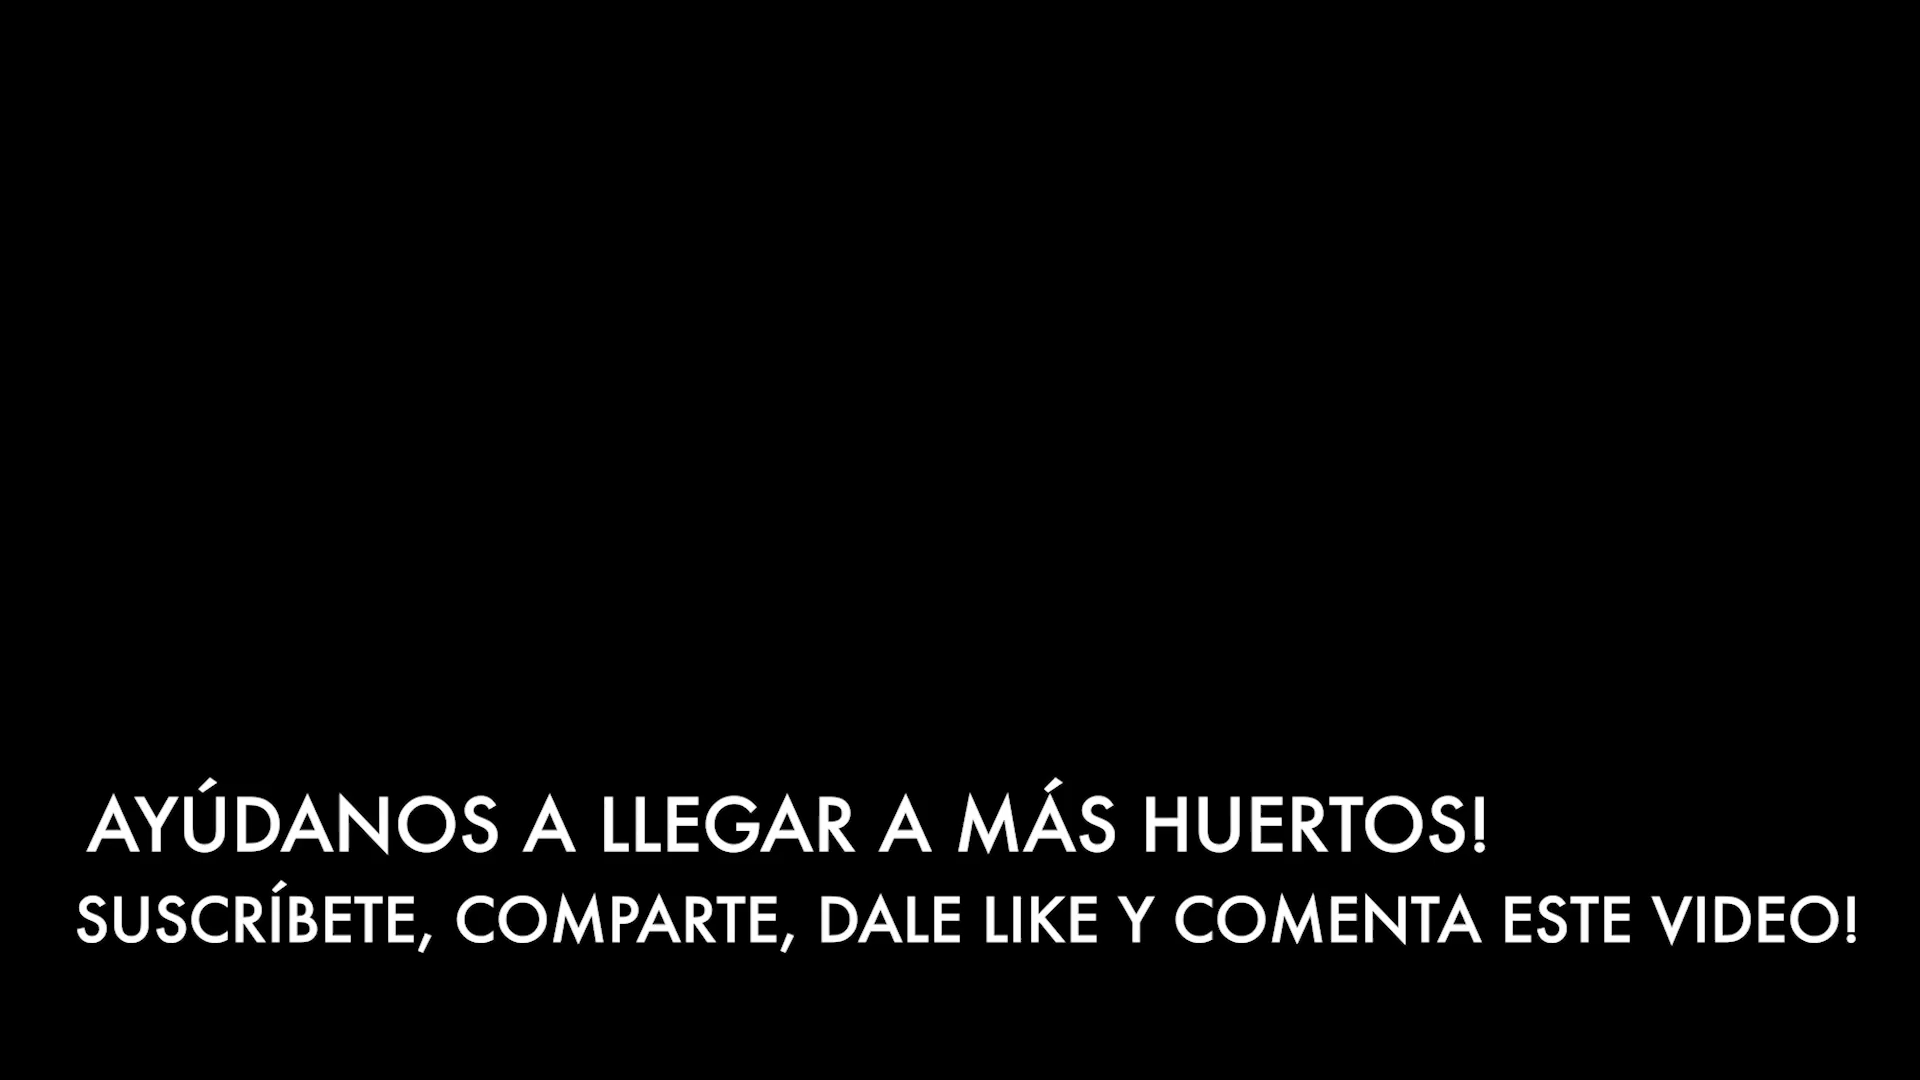 AYÚDANOS A LLEGAR A MÁS HUERTOS!
SUSCRÍBETE, COMPARTE, DALE LIKE Y COMENTA ESTE VIDEO!